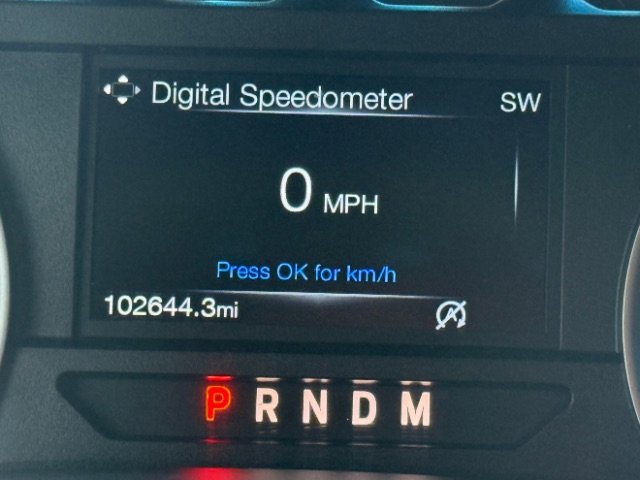 Digital Speedometer SW
0 MPH
Press OK for km/h
102644.3mi
P R N D M